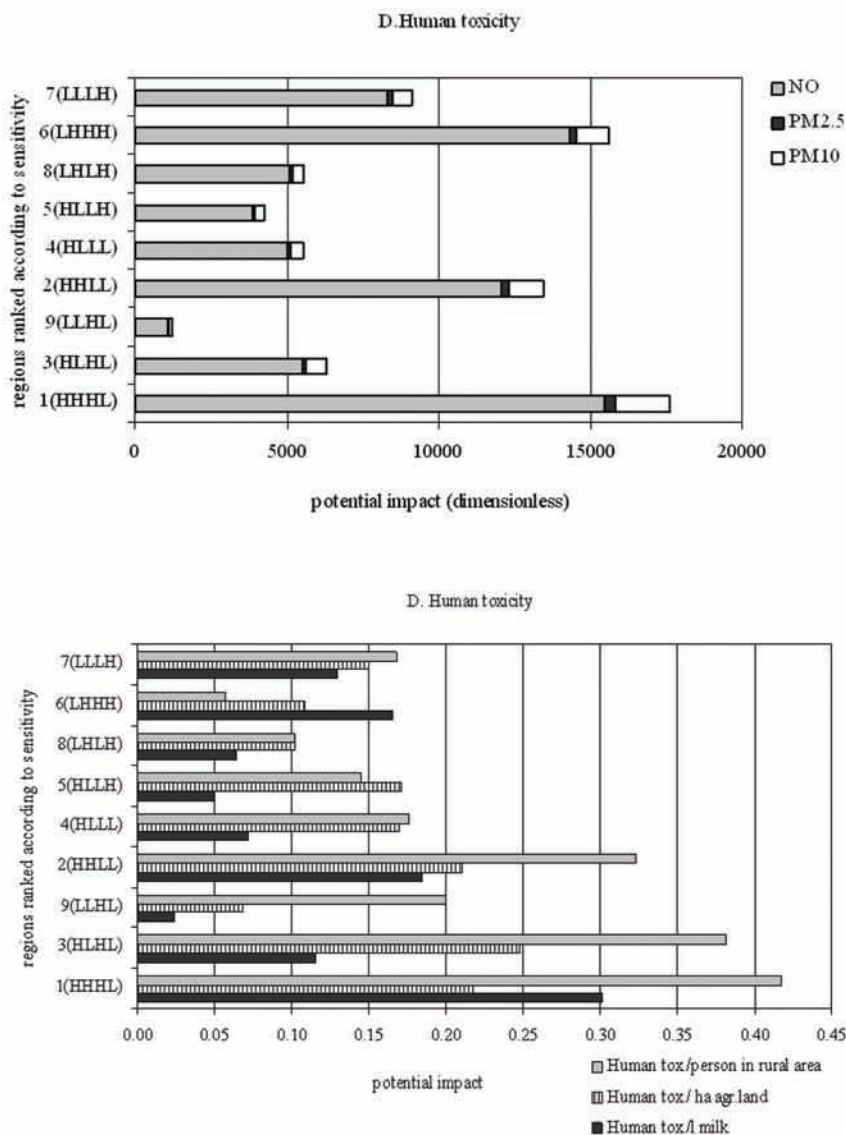 D.Human toxicity
regions ranked according to sensitivity
7(LLLH)
6(LHHH)
8(LHLH)
5(HLLH)
4(HLLL)
2(HHLL)
9(LLHL)
3(HLHL)
1(HHHL)
0 5000 10000 15000 20000
potential impact (dimensionless)
NO
PM2.5
PM10
D. Human toxicity
regions ranked according to sensitivity
7(LLLH)
6(LHHH)
8(LHLH)
5(HLLH)
4(HLLL)
2(HHLL)
9(LLHL)
3(HLHL)
1(HHHL)
0.00 0.05 0.10 0.15 0.20 0.25 0.30 0.35 0.40 0.45
potential impact
Human tox/person in rural area
Human tox/ ha agr.land
Human tox/l milk